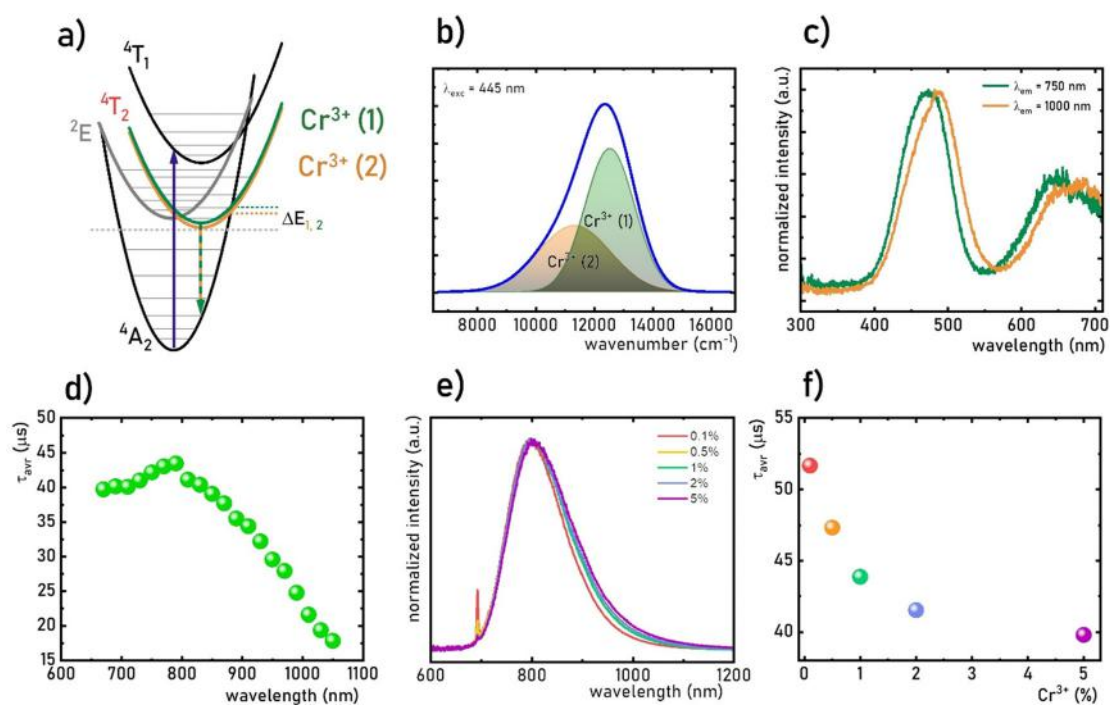 a)
⁴T₁
⁴T₂
²E
Cr³⁺ (1)
Cr³⁺ (2)
ΔE₁, ₂
⁴A₂
b)
λexc = 445 nm
Cr³⁺ (1)
Cr³⁺ (2)
8000 10000 12000 14000 16000
wavenumber (cm⁻¹)
c)
normalized intensity (a.u.)
λem = 750 nm
λem = 1000 nm
300 400 500 600 700
wavelength (nm)
d)
τavr (μs)
50
45
40
35
30
25
20
15
600 700 800 900 1000 1100
wavelength (nm)
e)
normalized intensity (a.u.)
0.1%
0.5%
1%
2%
5%
600 800 1000 1200
wavelength (nm)
f)
τavr (μs)
55
50
45
40
0 1 2 3 4 5
Cr³⁺ (%)